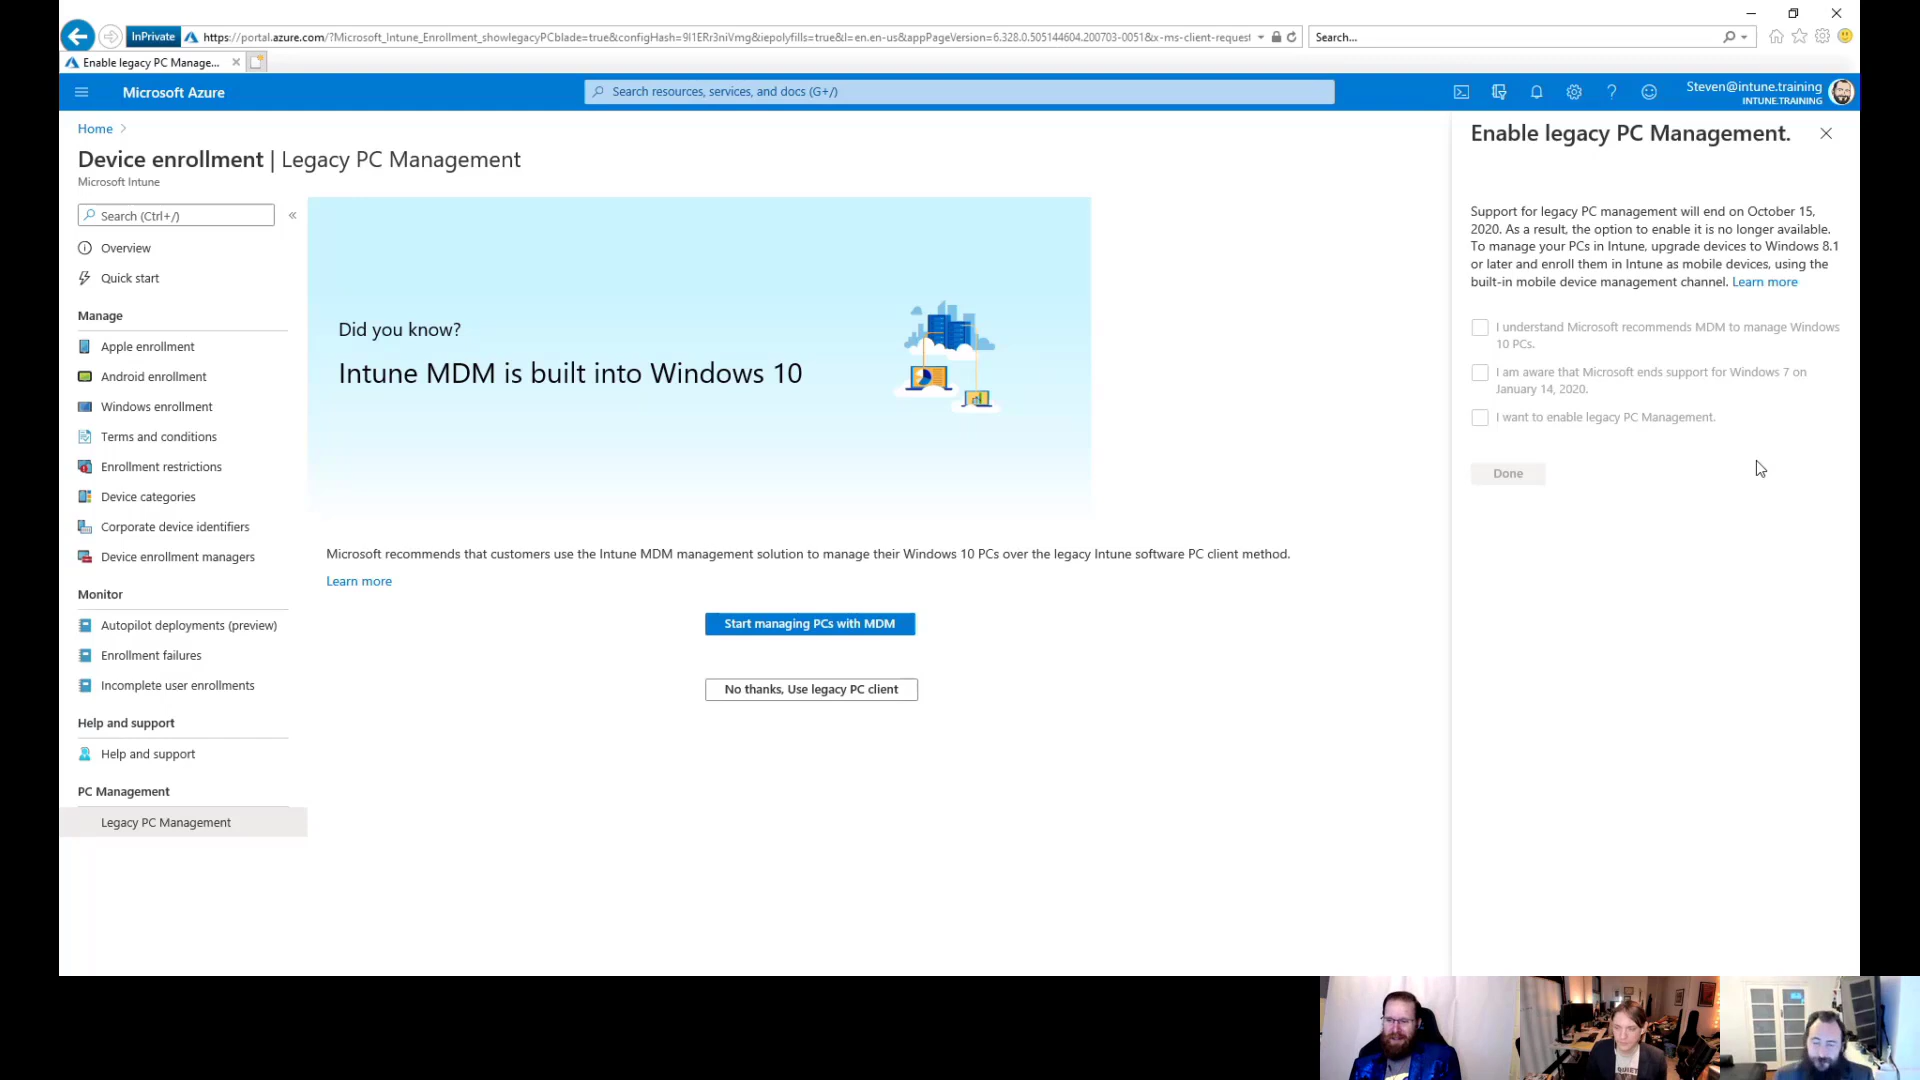 InPrivate
https://portal.azure.com/?Microsoft_Intune_Enrollment_showlegacyPCblade=true&configHash=9l1ERr3niVmg&iepolyfills=true&l=en.en-us&appPageVersion=6.328.0.505144604.200703-0051&x-ms-client-request
Search...
Enable legacy PC Manage...
Microsoft Azure
Search resources, services, and docs (G+/)
Steven@intune.training
INTUNE.TRAINING
Home
Device enrollment | Legacy PC Management
Microsoft Intune
Search (Ctrl+/)
Overview
Quick start
Manage
Apple enrollment
Android enrollment
Windows enrollment
Terms and conditions
Enrollment restrictions
Device categories
Corporate device identifiers
Device enrollment managers
Monitor
Autopilot deployments (preview)
Enrollment failures
Incomplete user enrollments
Help and support
Help and support
PC Management
Legacy PC Management
Did you know?
Intune MDM is built into Windows 10
Microsoft recommends that customers use the Intune MDM management solution to manage their Windows 10 PCs over the legacy Intune software PC client method.
Learn more
Start managing PCs with MDM
No thanks, Use legacy PC client
Enable legacy PC Management.
Support for legacy PC management will end on October 15,
2020. As a result, the option to enable it is no longer available.
To manage your PCs in Intune, upgrade devices to Windows 8.1
or later and enroll them in Intune as mobile devices, using the
built-in mobile device management channel. Learn more
I understand Microsoft recommends MDM to manage Windows
10 PCs.
I am aware that Microsoft ends support for Windows 7 on
January 14, 2020.
I want to enable legacy PC Management.
Done
QUIET